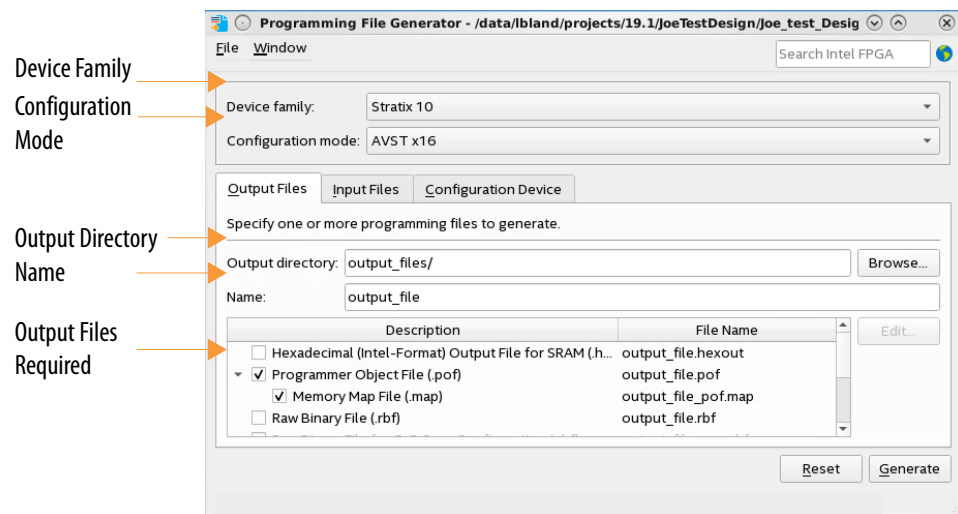 Programming File Generator - /data/lbland/projects/19.1/JoeTestDesign/Joe_test_Desig
File Window
Search Intel FPGA
Device Family
Configuration
Mode
Device family: Stratix 10
Configuration mode: AVST x16
Output Files Input Files Configuration Device
Specify one or more programming files to generate.
Output Directory
Name
Output directory: output_files/ Browse...
Name: output_file
Output Files
Required
Description File Name Edit...
Hexadecimal (Intel-Format) Output File for SRAM (.h... output_file.hexout
Programmer Object File (.pof) output_file.pof
Memory Map File (.map) output_file_pof.map
Raw Binary File (.rbf) output_file.rbf
Reset Generate